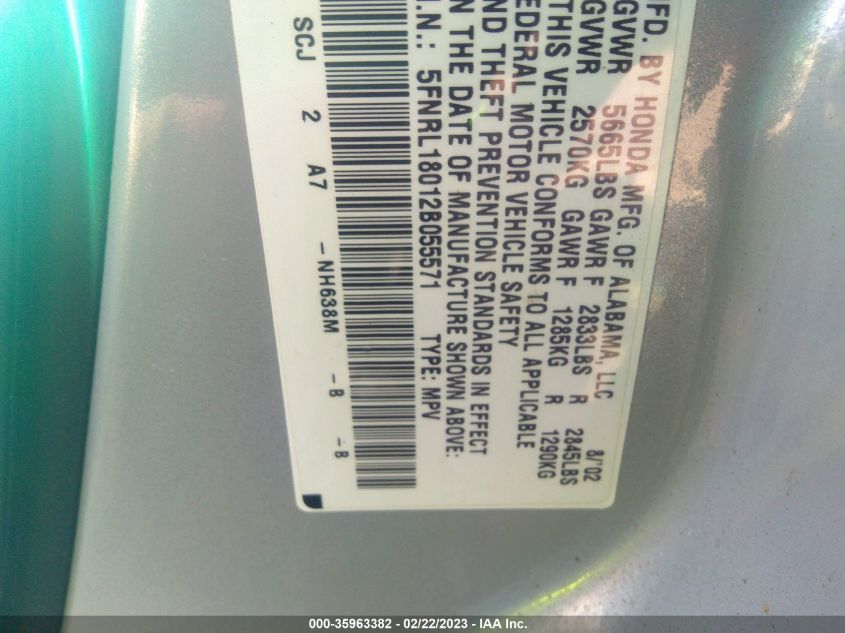 MFD. BY HONDA MFG. OF ALABAMA, LLC 8/'02
GVWR 5665LBS GAWR F 2833LBS R 2845LBS
GVWR 2570KG GAWR F 1285KG R 1290KG
THIS VEHICLE CONFORMS TO ALL APPLICABLE
FEDERAL MOTOR VEHICLE SAFETY
AND THEFT PREVENTION STANDARDS IN EFFECT
ON THE DATE OF MANUFACTURE SHOWN ABOVE:
V.I.N.: 5FNRL18012B055571 TYPE: MPV
SCJ 2 A7 -NH638M -B -B
000-35963382 - 02/22/2023 - IAA Inc.